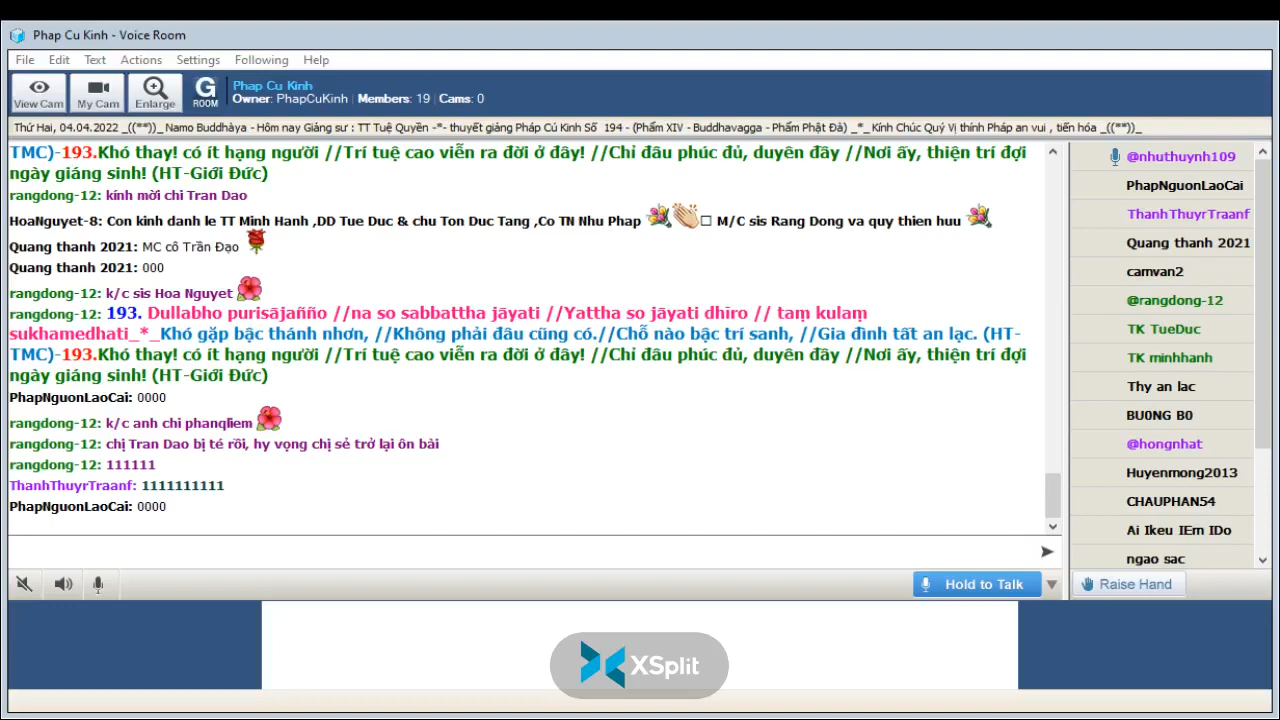 Phap Cu Kinh - Voice Room
File Edit Text Actions Settings Following Help
View Cam My Cam Enlarge G ROOM
Phap Cu Kinh
Owner: PhapCuKinh | Members: 19 | Cams: 0
Thứ Hai, 04.04.2022 _((**))_ Namo Buddhàya - Hôm nay Giảng sư : TT Tuệ Quyền -*- thuyết giảng Pháp Cú Kinh Số 194 - (Phẩm XIV - Buddhavagga - Phẩm Phật Đà) _*_ Kính Chúc Quý Vị thính Pháp an vui , tiến hóa _((**))_
TMC)-193.Khó thay! có ít hạng người //Trí tuệ cao viễn ra đời ở đây! //Chỉ đâu phúc đủ, duyên đầy //Nơi ấy, thiện trí đợi
ngày giáng sinh! (HT-Giới Đức)
rangdong-12: kính mời chi Tran Dao
HoaNguyet-8: Con kinh danh le TT Minh Hanh ,DD Tue Duc & chu Ton Duc Tang ,Co TN Nhu Phap M/C sis Rang Dong va quy thien huu
Quang thanh 2021: MC cô Trần Đạo
Quang thanh 2021: 000
rangdong-12: k/c sis Hoa Nguyet
rangdong-12: 193. Dullabho purisājañño //na so sabbattha jāyati //Yattha so jāyati dhīro // taṃ kulaṃ
sukhamedhati_*_Khó gặp bậc thánh nhơn, //Không phải đâu cũng có.//Chỗ nào bậc trí sanh, //Gia đình tất an lạc. (HT-
TMC)-193.Khó thay! có ít hạng người //Trí tuệ cao viễn ra đời ở đây! //Chỉ đâu phúc đủ, duyên đầy //Nơi ấy, thiện trí đợi
ngày giáng sinh! (HT-Giới Đức)
PhapNguonLaoCai: 0000
rangdong-12: k/c anh chi phanqliem
rangdong-12: chị Tran Dao bị té rồi, hy vọng chị sẻ trở lại ôn bài
rangdong-12: 111111
ThanhThuyrTraanf: 1111111111
PhapNguonLaoCai: 0000
@nhuthuynh109
PhapNguonLaoCai
ThanhThuyrTraanf
Quang thanh 2021
camvan2
@rangdong-12
TK TueDuc
TK minhhanh
Thy an lac
BU0NG B0
@hongnhat
Huyenmong2013
CHAUPHAN54
Ai Ikeu IEm IDo
ngao sac
Hold to Talk
Raise Hand
XSplit